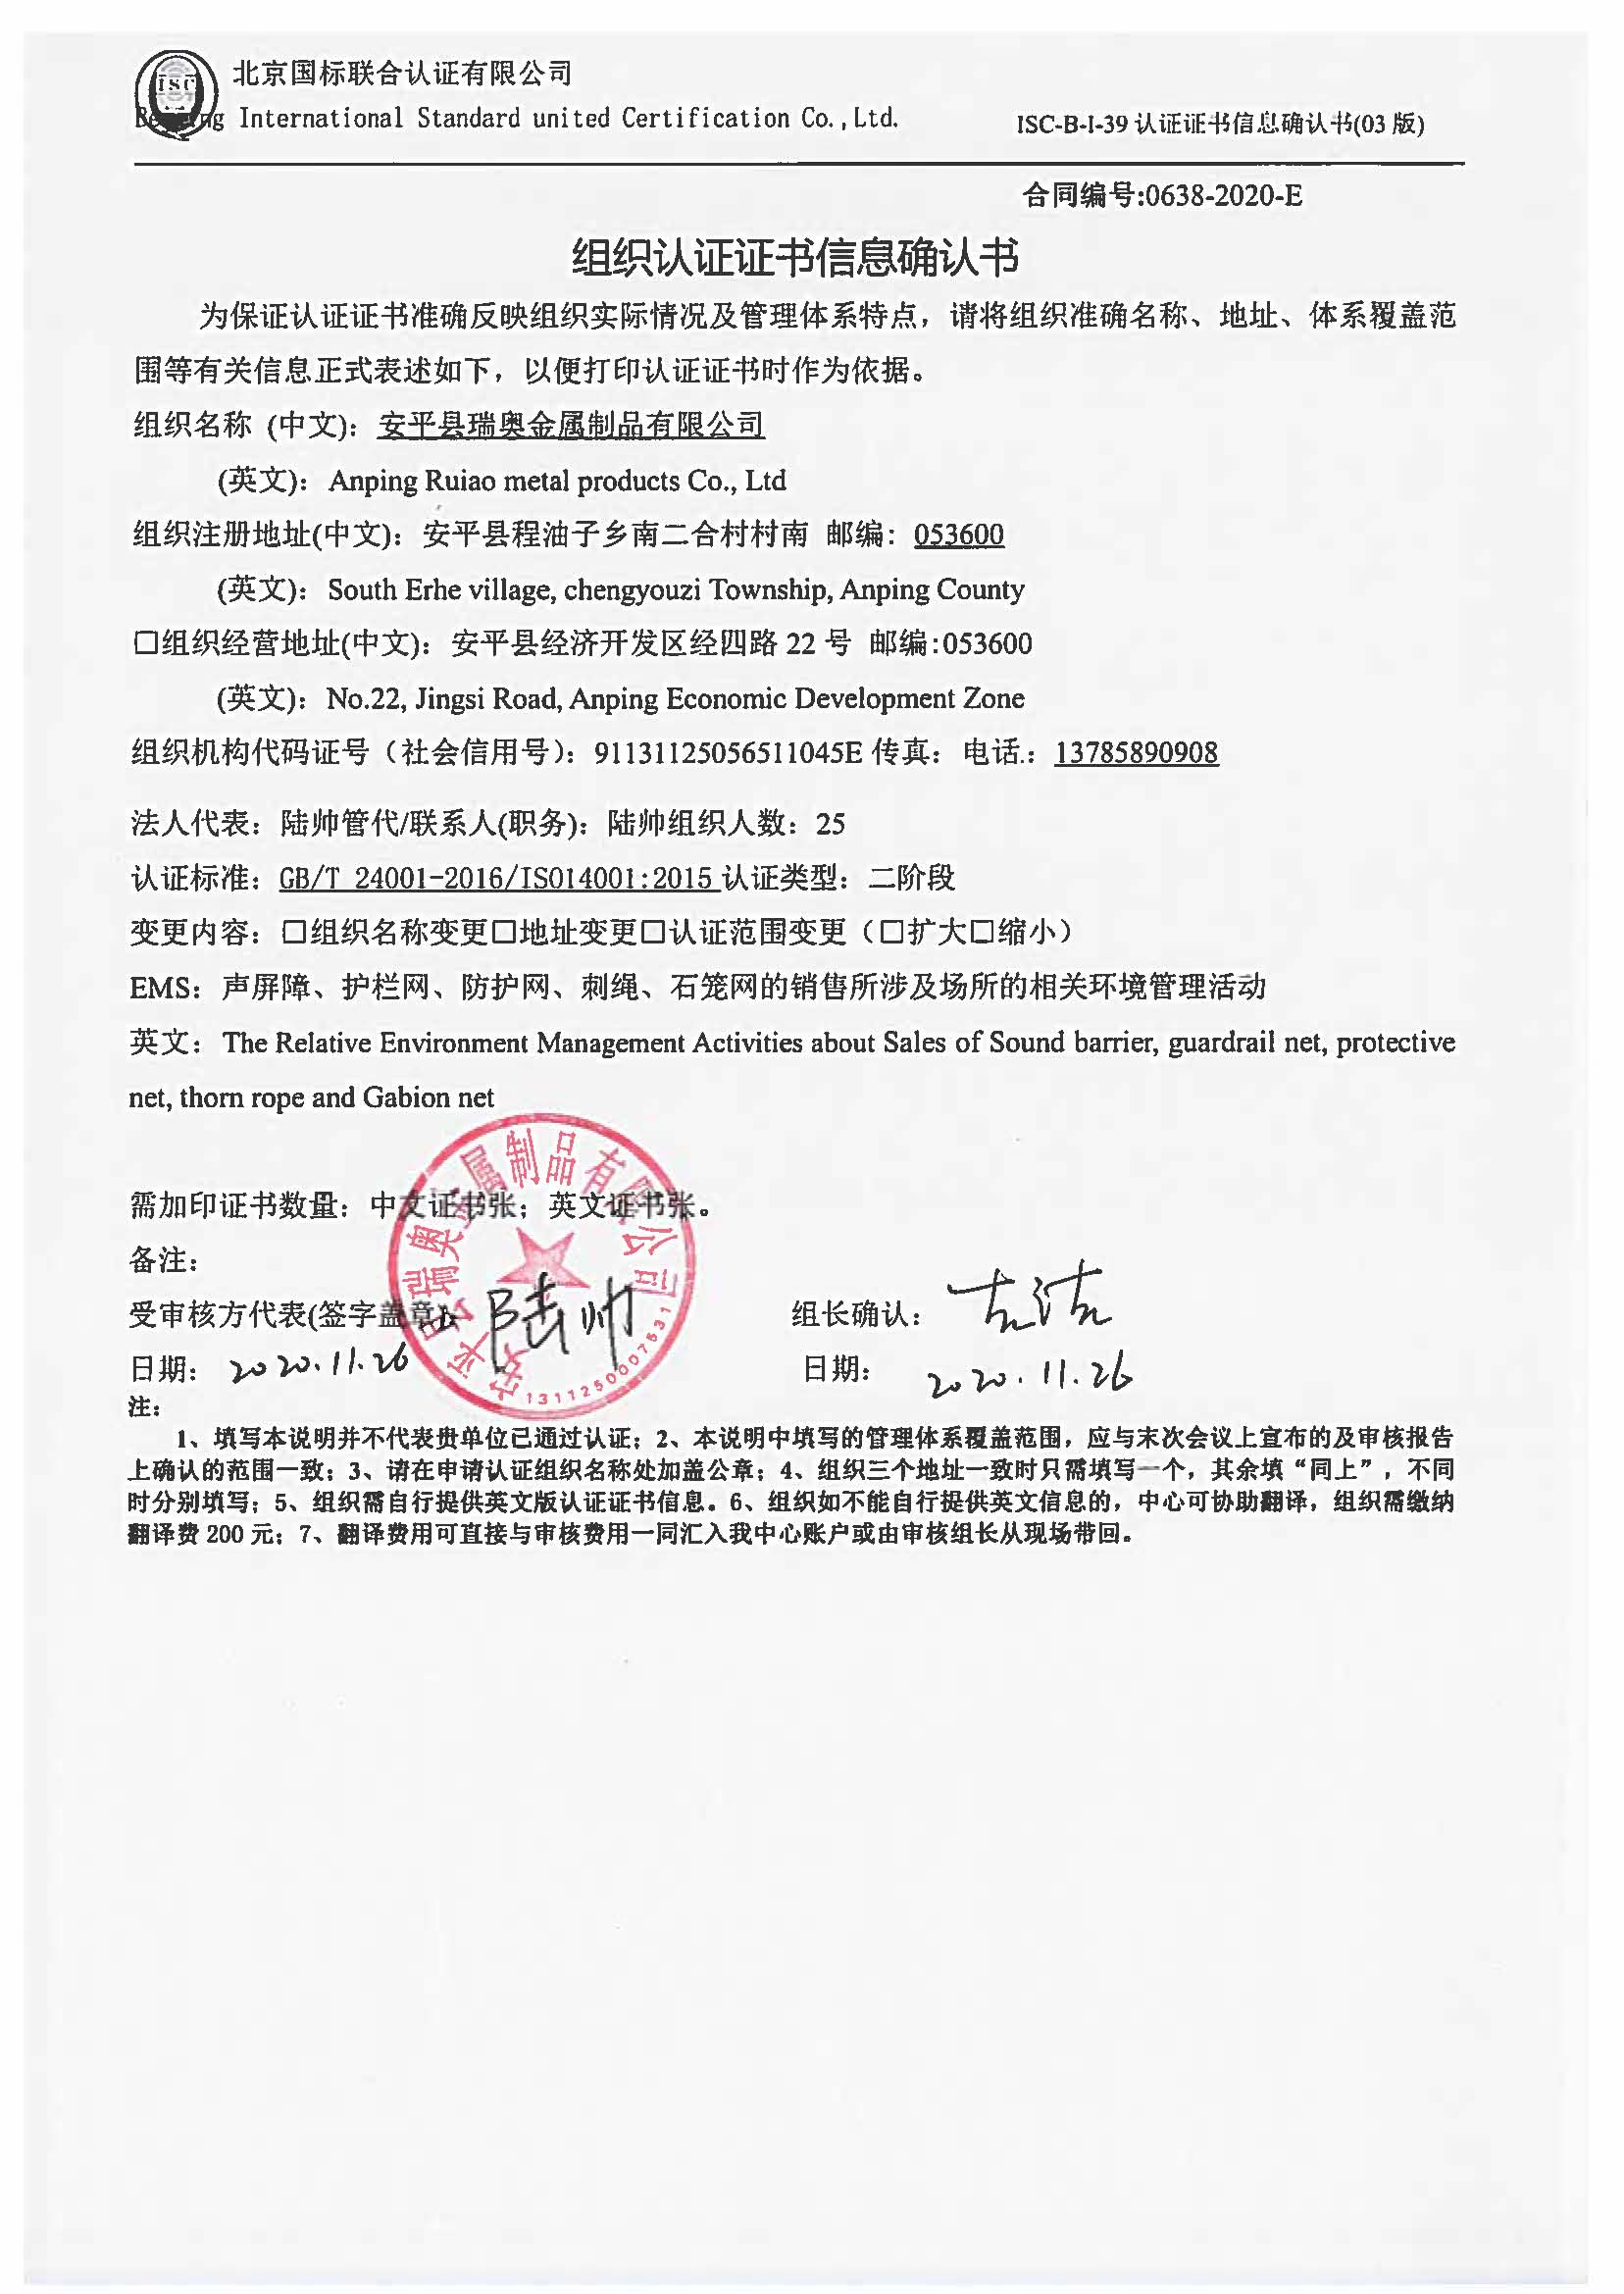 ISC
北京国标联合认证有限公司
Beijing International Standard united Certification Co.,Ltd.
ISC-B-I-39 认证证书信息确认书(03 版)
合同编号:0638-2020-E
组织认证证书信息确认书
为保证认证证书准确反映组织实际情况及管理体系特点，请将组织准确名称、地址、体系覆盖范
围等有关信息正式表述如下，以便打印认证证书时作为依据。
组织名称 (中文)：安平县瑞奥金属制品有限公司
(英文)：Anping Ruiao metal products Co., Ltd
组织注册地址(中文)：安平县程油子乡南二合村村南 邮编：053600
(英文)：South Erhe village, chengyouzi Township, Anping County
口组织经营地址(中文)：安平县经济开发区经四路 22 号 邮编:053600
(英文)：No.22, Jingsi Road, Anping Economic Development Zone
组织机构代码证号（社会信用号）：91131125056511045E 传真： 电话.：13785890908
法人代表：陆帅管代/联系人(职务)：陆帅组织人数：25
认证标准：GB/T 24001-2016/ISO14001:2015 认证类型：二阶段
变更内容：口组织名称变更口地址变更口认证范围变更（口扩大口缩小）
EMS：声屏障、护栏网、防护网、刺绳、石笼网的销售所涉及场所的相关环境管理活动
英文：The Relative Environment Management Activities about Sales of Sound barrier, guardrail net, protective
net, thorn rope and Gabion net
需加印证书数量：中文证书张；英文证书张。
备注：
受审核方代表(签字盖章)： 陆帅 组长确认：
日期： 2020.11.26 日期： 2020.11.26
安平县瑞奥金属制品有限公司
1311250007531
注：
1、填写本说明并不代表贵单位已通过认证；2、本说明中填写的管理体系覆盖范围，应与末次会议上宣布的及审核报告
上确认的范围一致；3、请在申请认证组织名称处加盖公章；4、组织三个地址一致时只需填写一个，其余填“同上”，不同
时分别填写；5、组织需自行提供英文版认证证书信息。6、组织如不能自行提供英文信息的，中心可协助翻译，组织需缴纳
翻译费 200 元；7、翻译费用可直接与审核费用一同汇入我中心账户或由审核组长从现场带回。